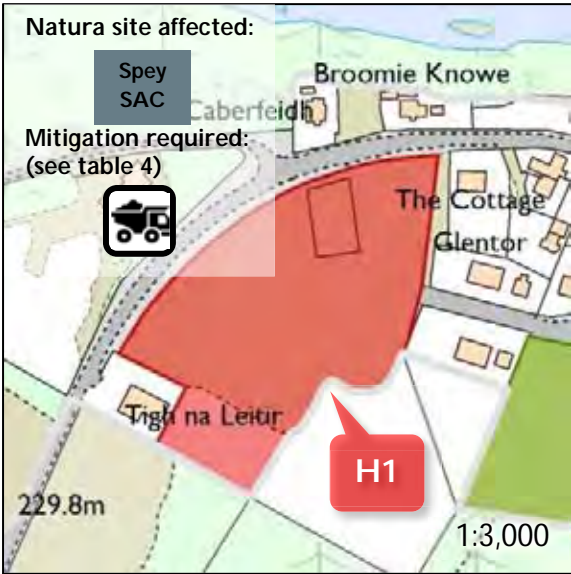 Natura site affected:
Spey
SAC
Mitigation required:
(see table 4)
Broomie Knowe
Caberfeidh
The Cottage
Glentor
Tigh na Leitir
H1
229.8m
1:3,000